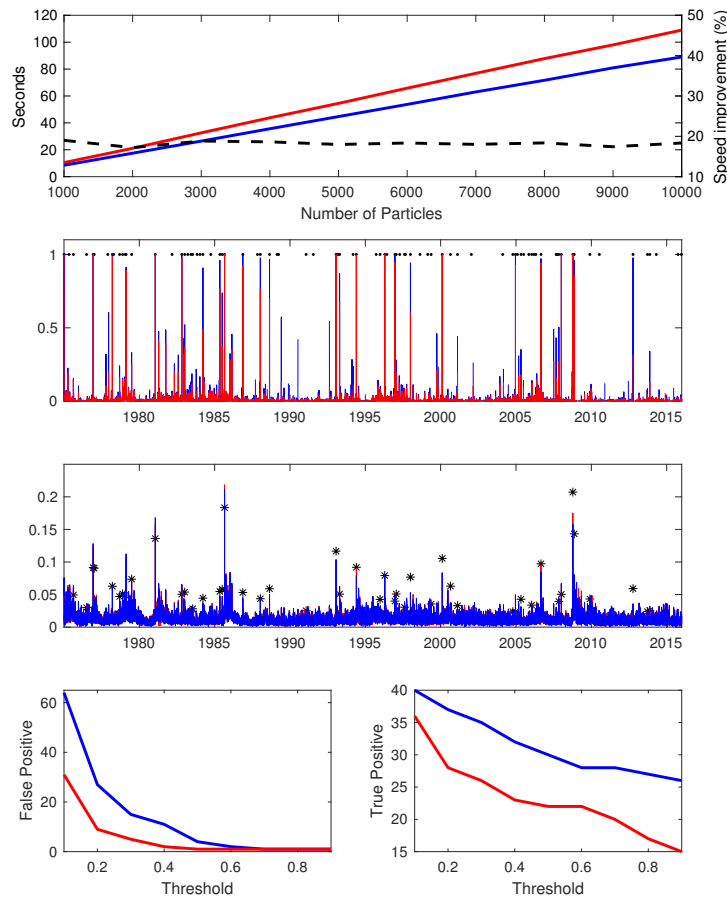 120
100
80
60
40
20
0
Seconds
50
40
30
20
10
Speed improvement (%)
1000 2000 3000 4000 5000 6000 7000 8000 9000 10000
Number of Particles
1
0.5
0
1980 1985 1990 1995 2000 2005 2010 2015
0.2
0.15
0.1
0.05
0
1980 1985 1990 1995 2000 2005 2010 2015
60
40
20
0
False Positive
0.2 0.4 0.6 0.8
Threshold
40
35
30
25
20
15
True Positive
0.2 0.4 0.6 0.8
Threshold